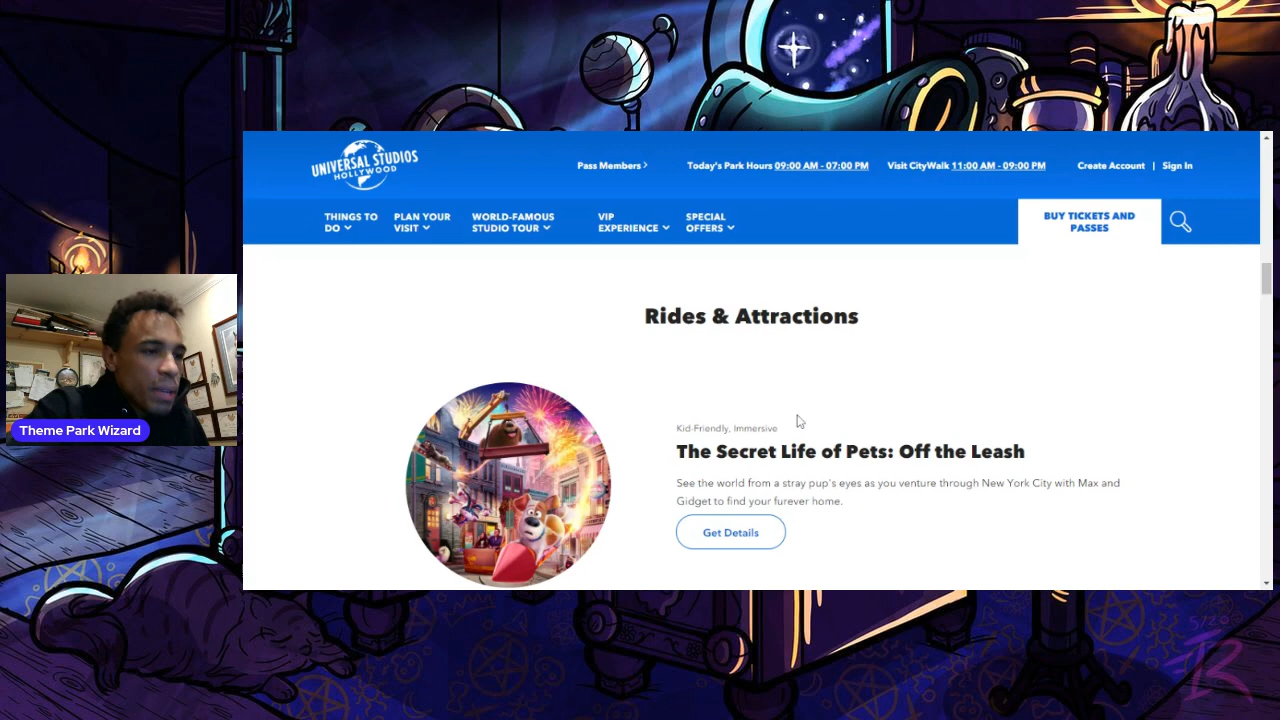 UNIVERSAL STUDIOS
HOLLYWOOD
Pass Members
Today's Park Hours 09:00 AM - 07:00 PM
Visit CityWalk 11:00 AM - 09:00 PM
Create Account | Sign In
THINGS TO
DO
PLAN YOUR
VISIT
WORLD-FAMOUS
STUDIO TOUR
VIP
EXPERIENCE
SPECIAL
OFFERS
BUY TICKETS AND
PASSES
Rides & Attractions
Kid-Friendly, Immersive
The Secret Life of Pets: Off the Leash
See the world from a stray pup's eyes as you venture through New York City with Max and
Gidget to find your furever home.
Get Details
Theme Park Wizard